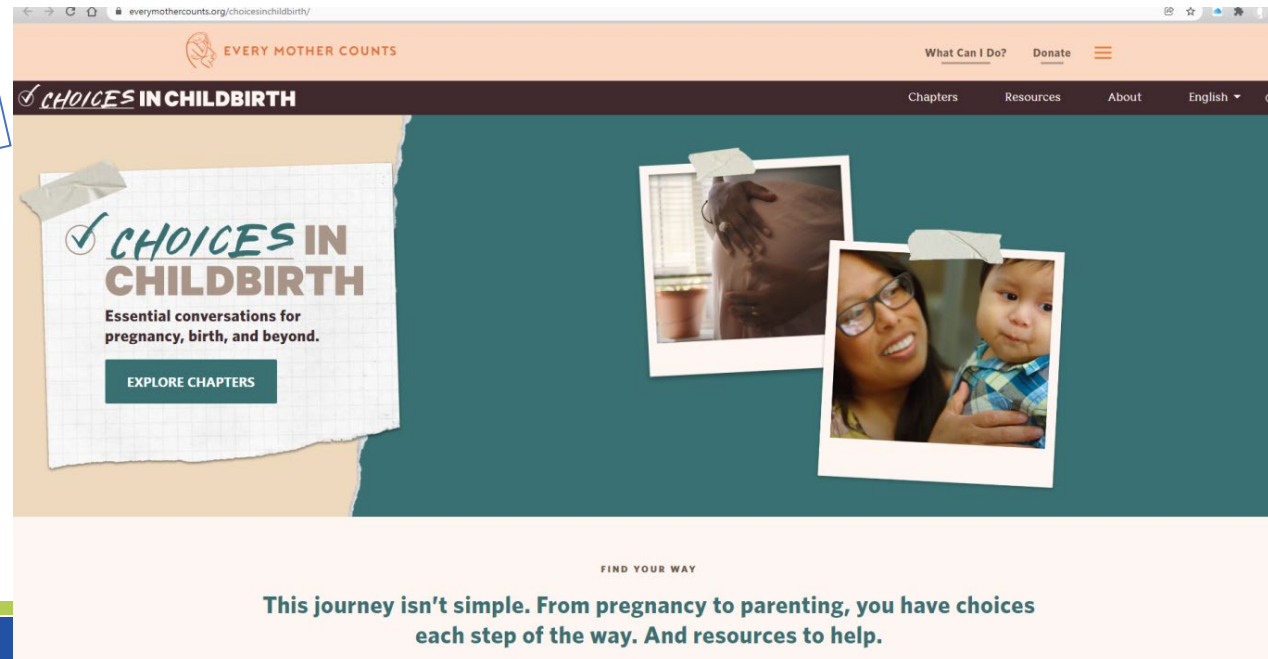 everymothercounts.org/choicesinchildbirth/
EVERY MOTHER COUNTS
What Can I Do? Donate
CHOICES IN CHILDBIRTH
Chapters Resources About English
CHOICES IN
CHILDBIRTH
Essential conversations for
pregnancy, birth, and beyond.
EXPLORE CHAPTERS
FIND YOUR WAY
This journey isn't simple. From pregnancy to parenting, you have choices
each step of the way. And resources to help.